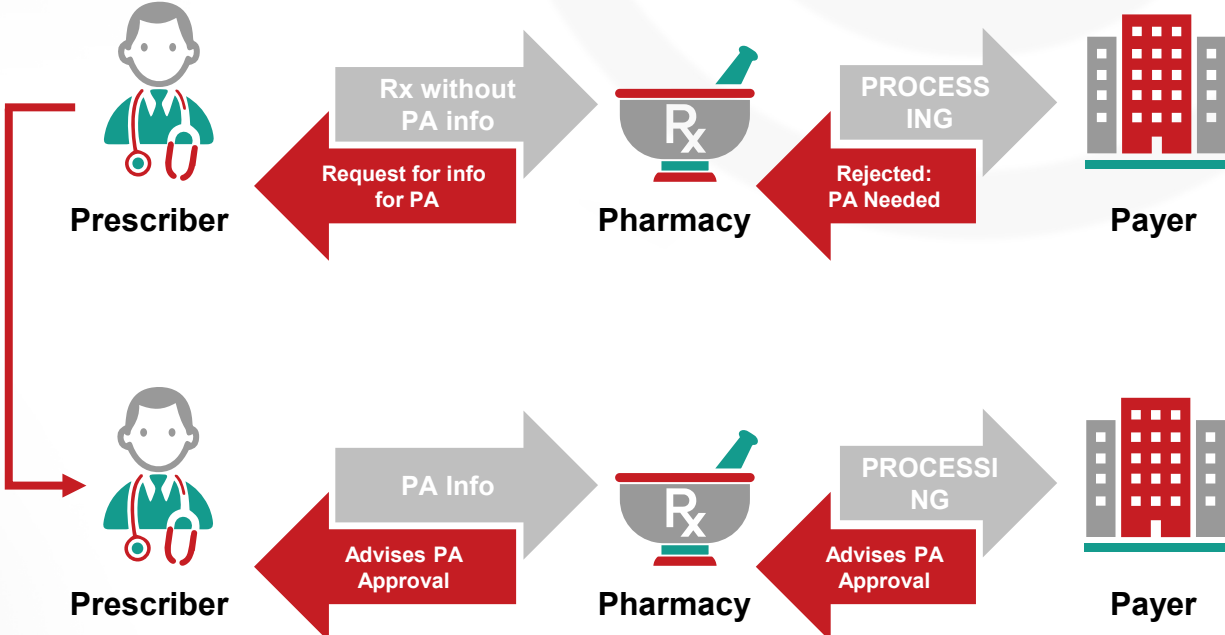 Rx without
PA info
Request for info
for PA
PROCESS
ING
Rejected:
PA Needed
Rx
Prescriber
Pharmacy
Payer
PA Info
Advises PA
Approval
PROCESSI
NG
Advises PA
Approval
Rx
Prescriber
Pharmacy
Payer